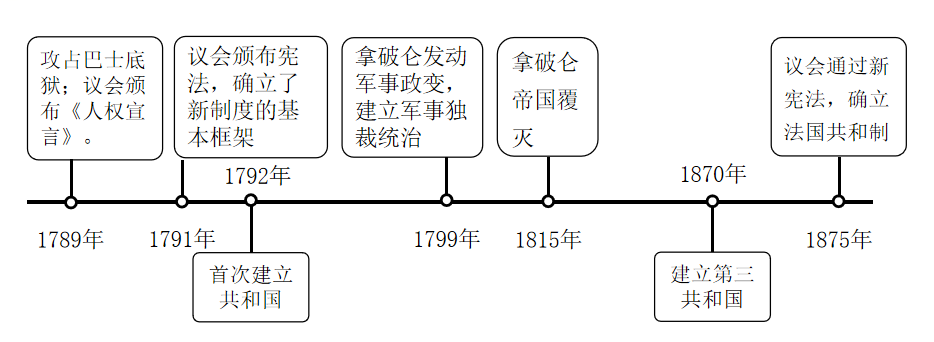 攻占巴士底
狱；议会颁
布《人权宣
言》。
议会颁布宪
法，确立了
新制度的基
本框架
拿破仑发动
军事政变，
建立军事独
裁统治
拿破仑
帝国覆
灭
议会通过新
宪法，确立
法国共和制
1792年
1870年
1789年
1791年
1799年
1815年
1875年
首次建立
共和国
建立第三
共和国